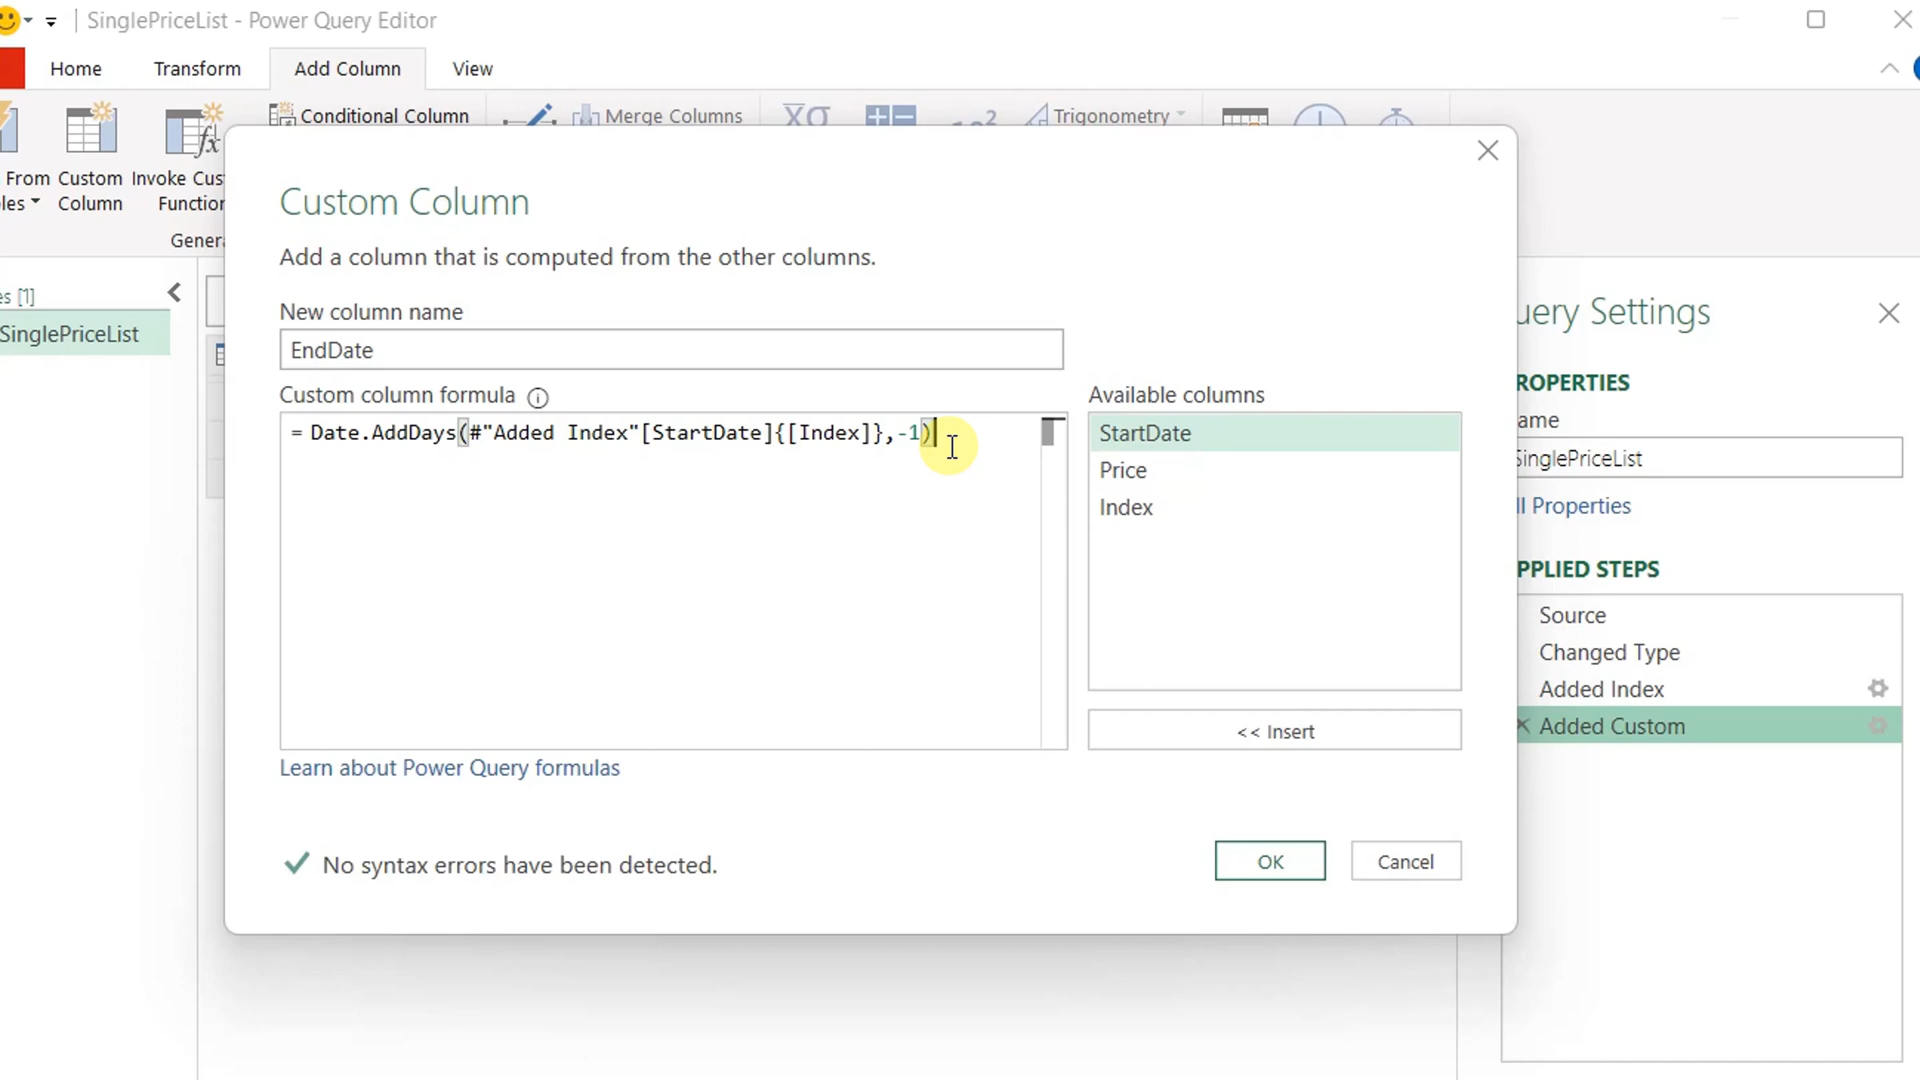 SinglePriceList - Power Query Editor
Home
Transform
Add Column
View
Conditional Column
Merge Columns
Trigonometry
From
Custom
Column
Invoke Cus
Function
Genera
es [1]
SinglePriceList
Custom Column
Add a column that is computed from the other columns.
New column name
EndDate
Custom column formula
= Date.AddDays(#"Added Index"[StartDate]{[Index]},-1)
Available columns
StartDate
Price
Index
<< Insert
Learn about Power Query formulas
No syntax errors have been detected.
OK
Cancel
uery Settings
ROPERTIES
ame
SinglePriceList
ll Properties
PPLIED STEPS
Source
Changed Type
Added Index
Added Custom